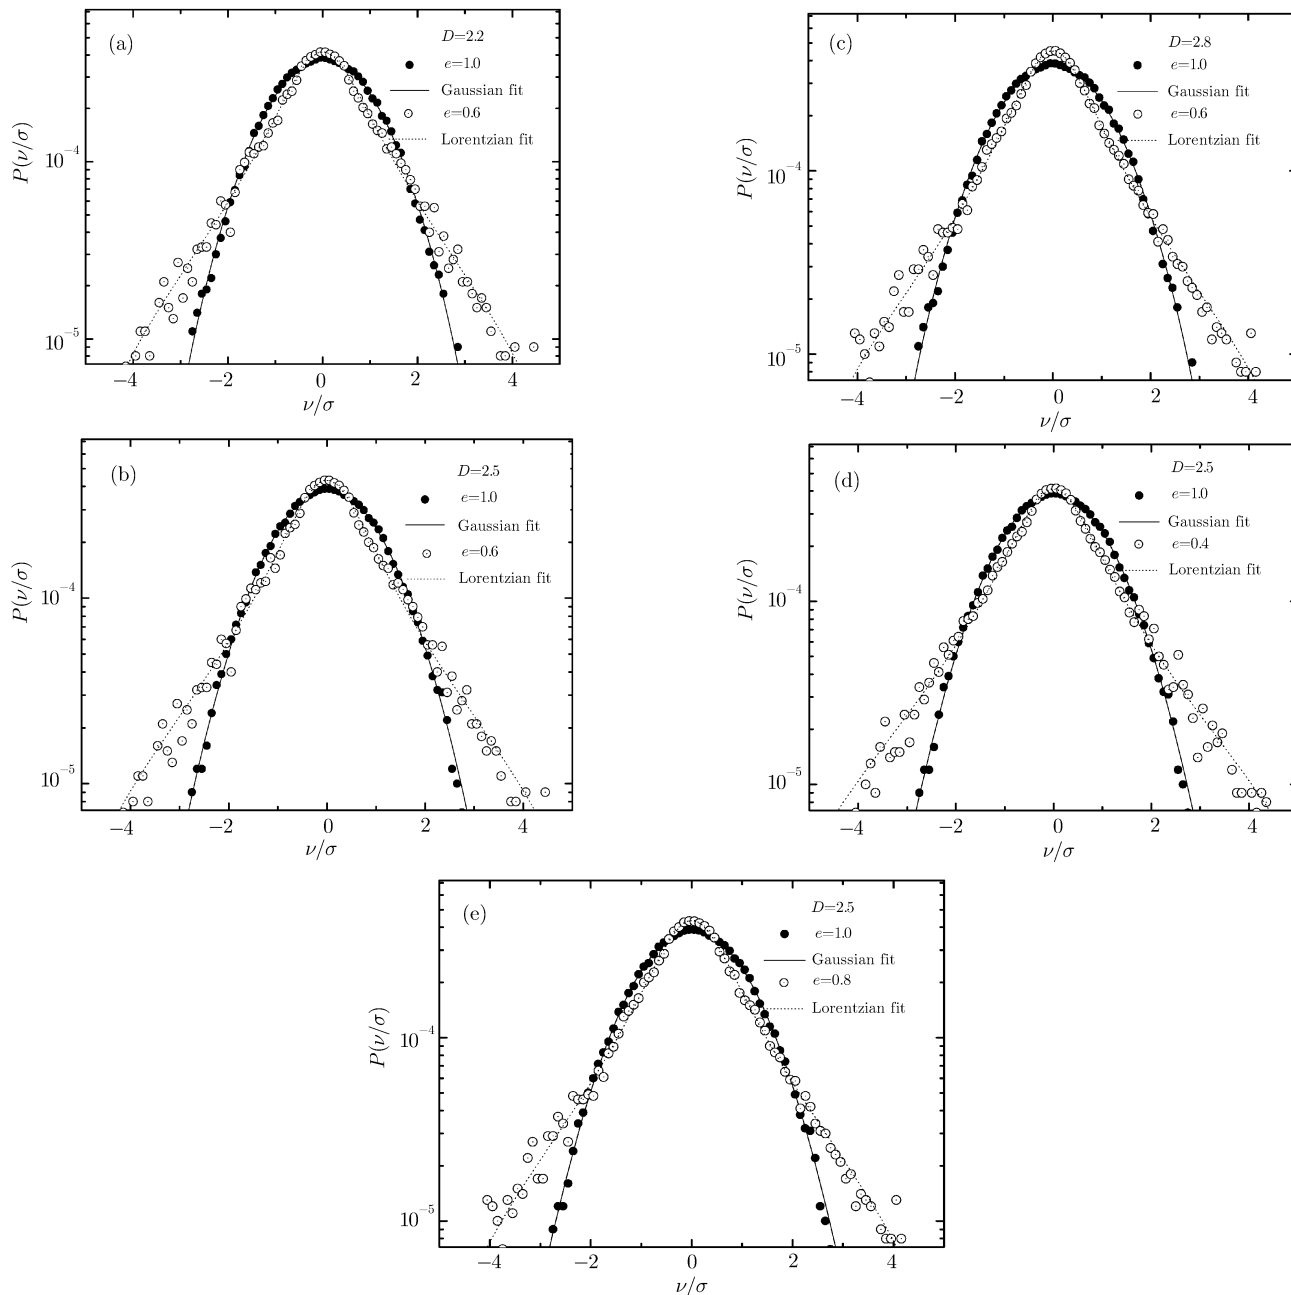 (a)
D=2.2
e=1.0
Gaussian fit
e=0.6
Lorentzian fit
P(ν/σ)
10⁻⁴
10⁻⁵
−4 −2 0 2 4
ν/σ
(c)
D=2.8
e=1.0
Gaussian fit
e=0.6
Lorentzian fit
P(ν/σ)
10⁻⁴
10⁻⁵
−4 −2 0 2 4
ν/σ
(b)
D=2.5
e=1.0
Gaussian fit
e=0.6
Lorentzian fit
P(ν/σ)
10⁻⁴
10⁻⁵
−4 −2 0 2 4
ν/σ
(d)
D=2.5
e=1.0
Gaussian fit
e=0.4
Lorentzian fit
P(ν/σ)
10⁻⁴
10⁻⁵
−4 −2 0 2 4
ν/σ
(e)
D=2.5
e=1.0
Gaussian fit
e=0.8
Lorentzian fit
P(ν/σ)
10⁻⁴
10⁻⁵
−4 −2 0 2 4
ν/σ